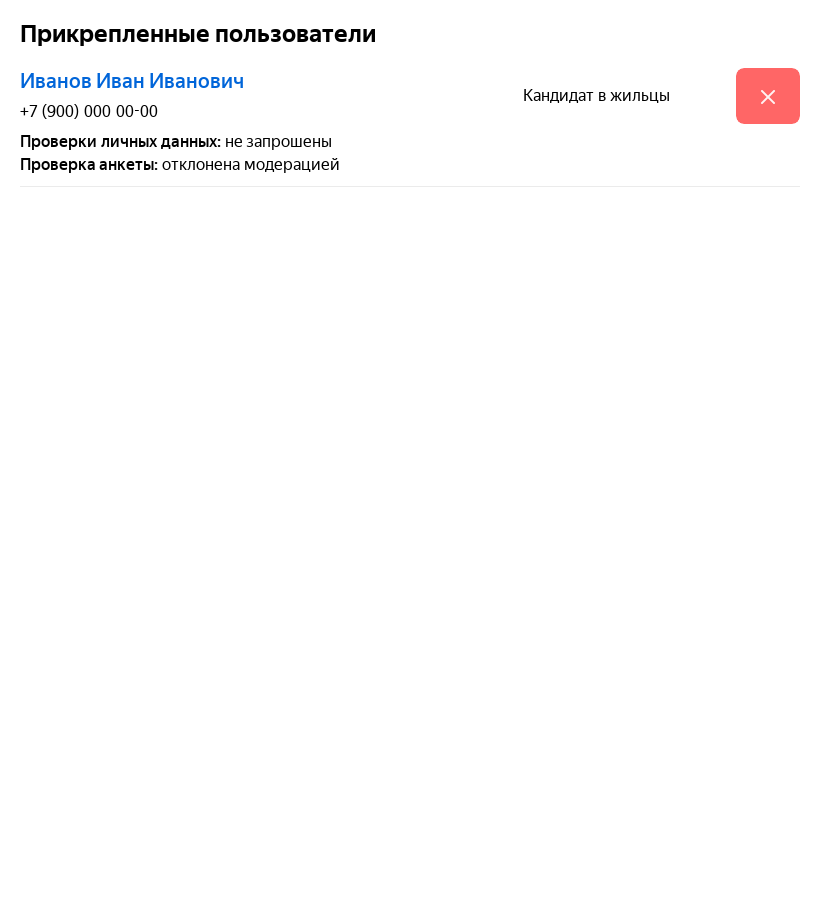 Прикрепленные пользователи
Иванов Иван Иванович
Кандидат в жильцы
+7 (900) 000 00-00
Проверки личных данных: не запрошены
Проверка анкеты: отклонена модерацией